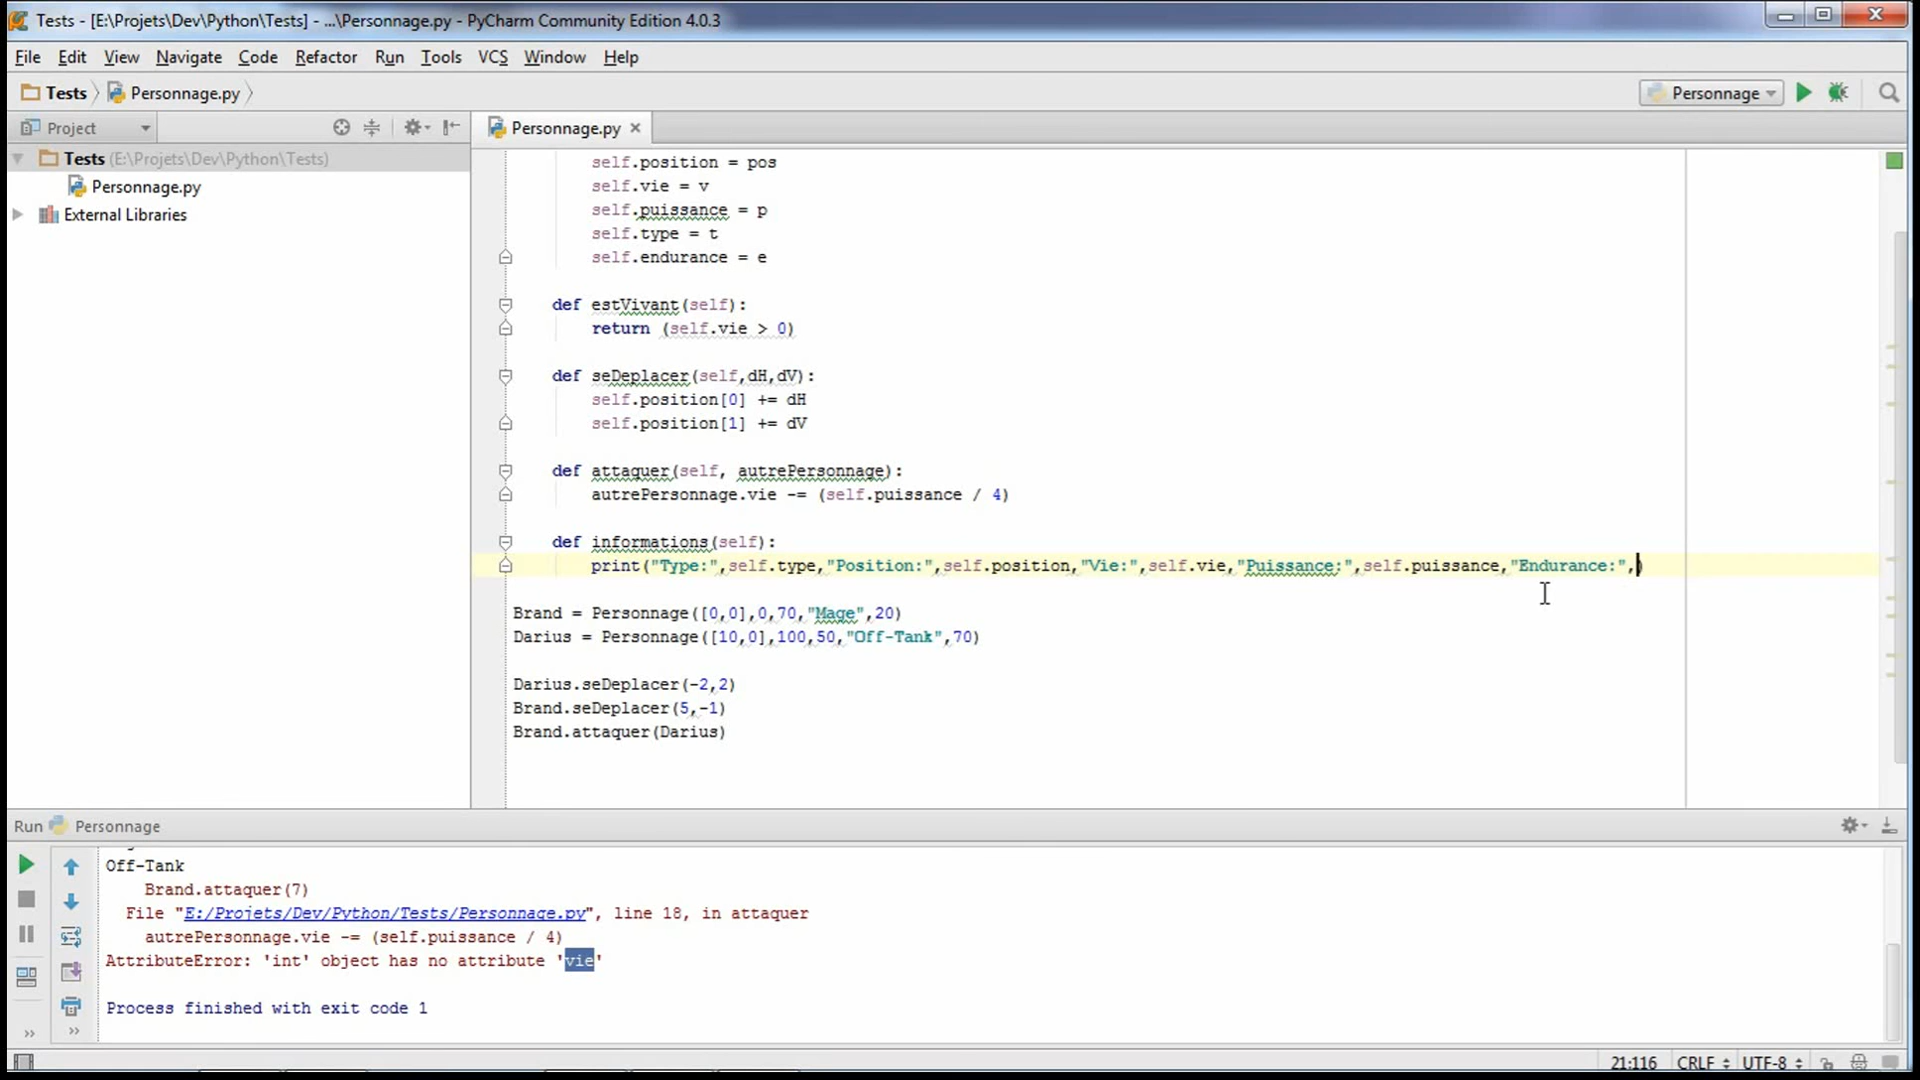 Tests - [E:\Projets\Dev\Python\Tests] - ...\Personnage.py - PyCharm Community Edition 4.0.3
File Edit View Navigate Code Refactor Run Tools VCS Window Help
Tests Personnage.py Personnage
Project Personnage.py
Tests (E:\Projets\Dev\Python\Tests)
Personnage.py
External Libraries
self.position = pos
self.vie = v
self.puissance = p
self.type = t
self.endurance = e
def estVivant(self):
return (self.vie > 0)
def seDeplacer(self,dH,dV):
self.position[0] += dH
self.position[1] += dV
def attaquer(self, autrePersonnage):
autrePersonnage.vie -= (self.puissance / 4)
def informations(self):
print("Type:",self.type,"Position:",self.position,"Vie:",self.vie,"Puissance:",self.puissance,"Endurance:",)
Brand = Personnage([0,0],0,70,"Mage",20)
Darius = Personnage([10,0],100,50,"Off-Tank",70)
Darius.seDeplacer(-2,2)
Brand.seDeplacer(5,-1)
Brand.attaquer(Darius)
Run Personnage
Off-Tank
Brand.attaquer(7)
File "E:/Projets/Dev/Python/Tests/Personnage.py", line 18, in attaquer
autrePersonnage.vie -= (self.puissance / 4)
AttributeError: 'int' object has no attribute 'vie'
Process finished with exit code 1
21:116 CRLF UTF-8